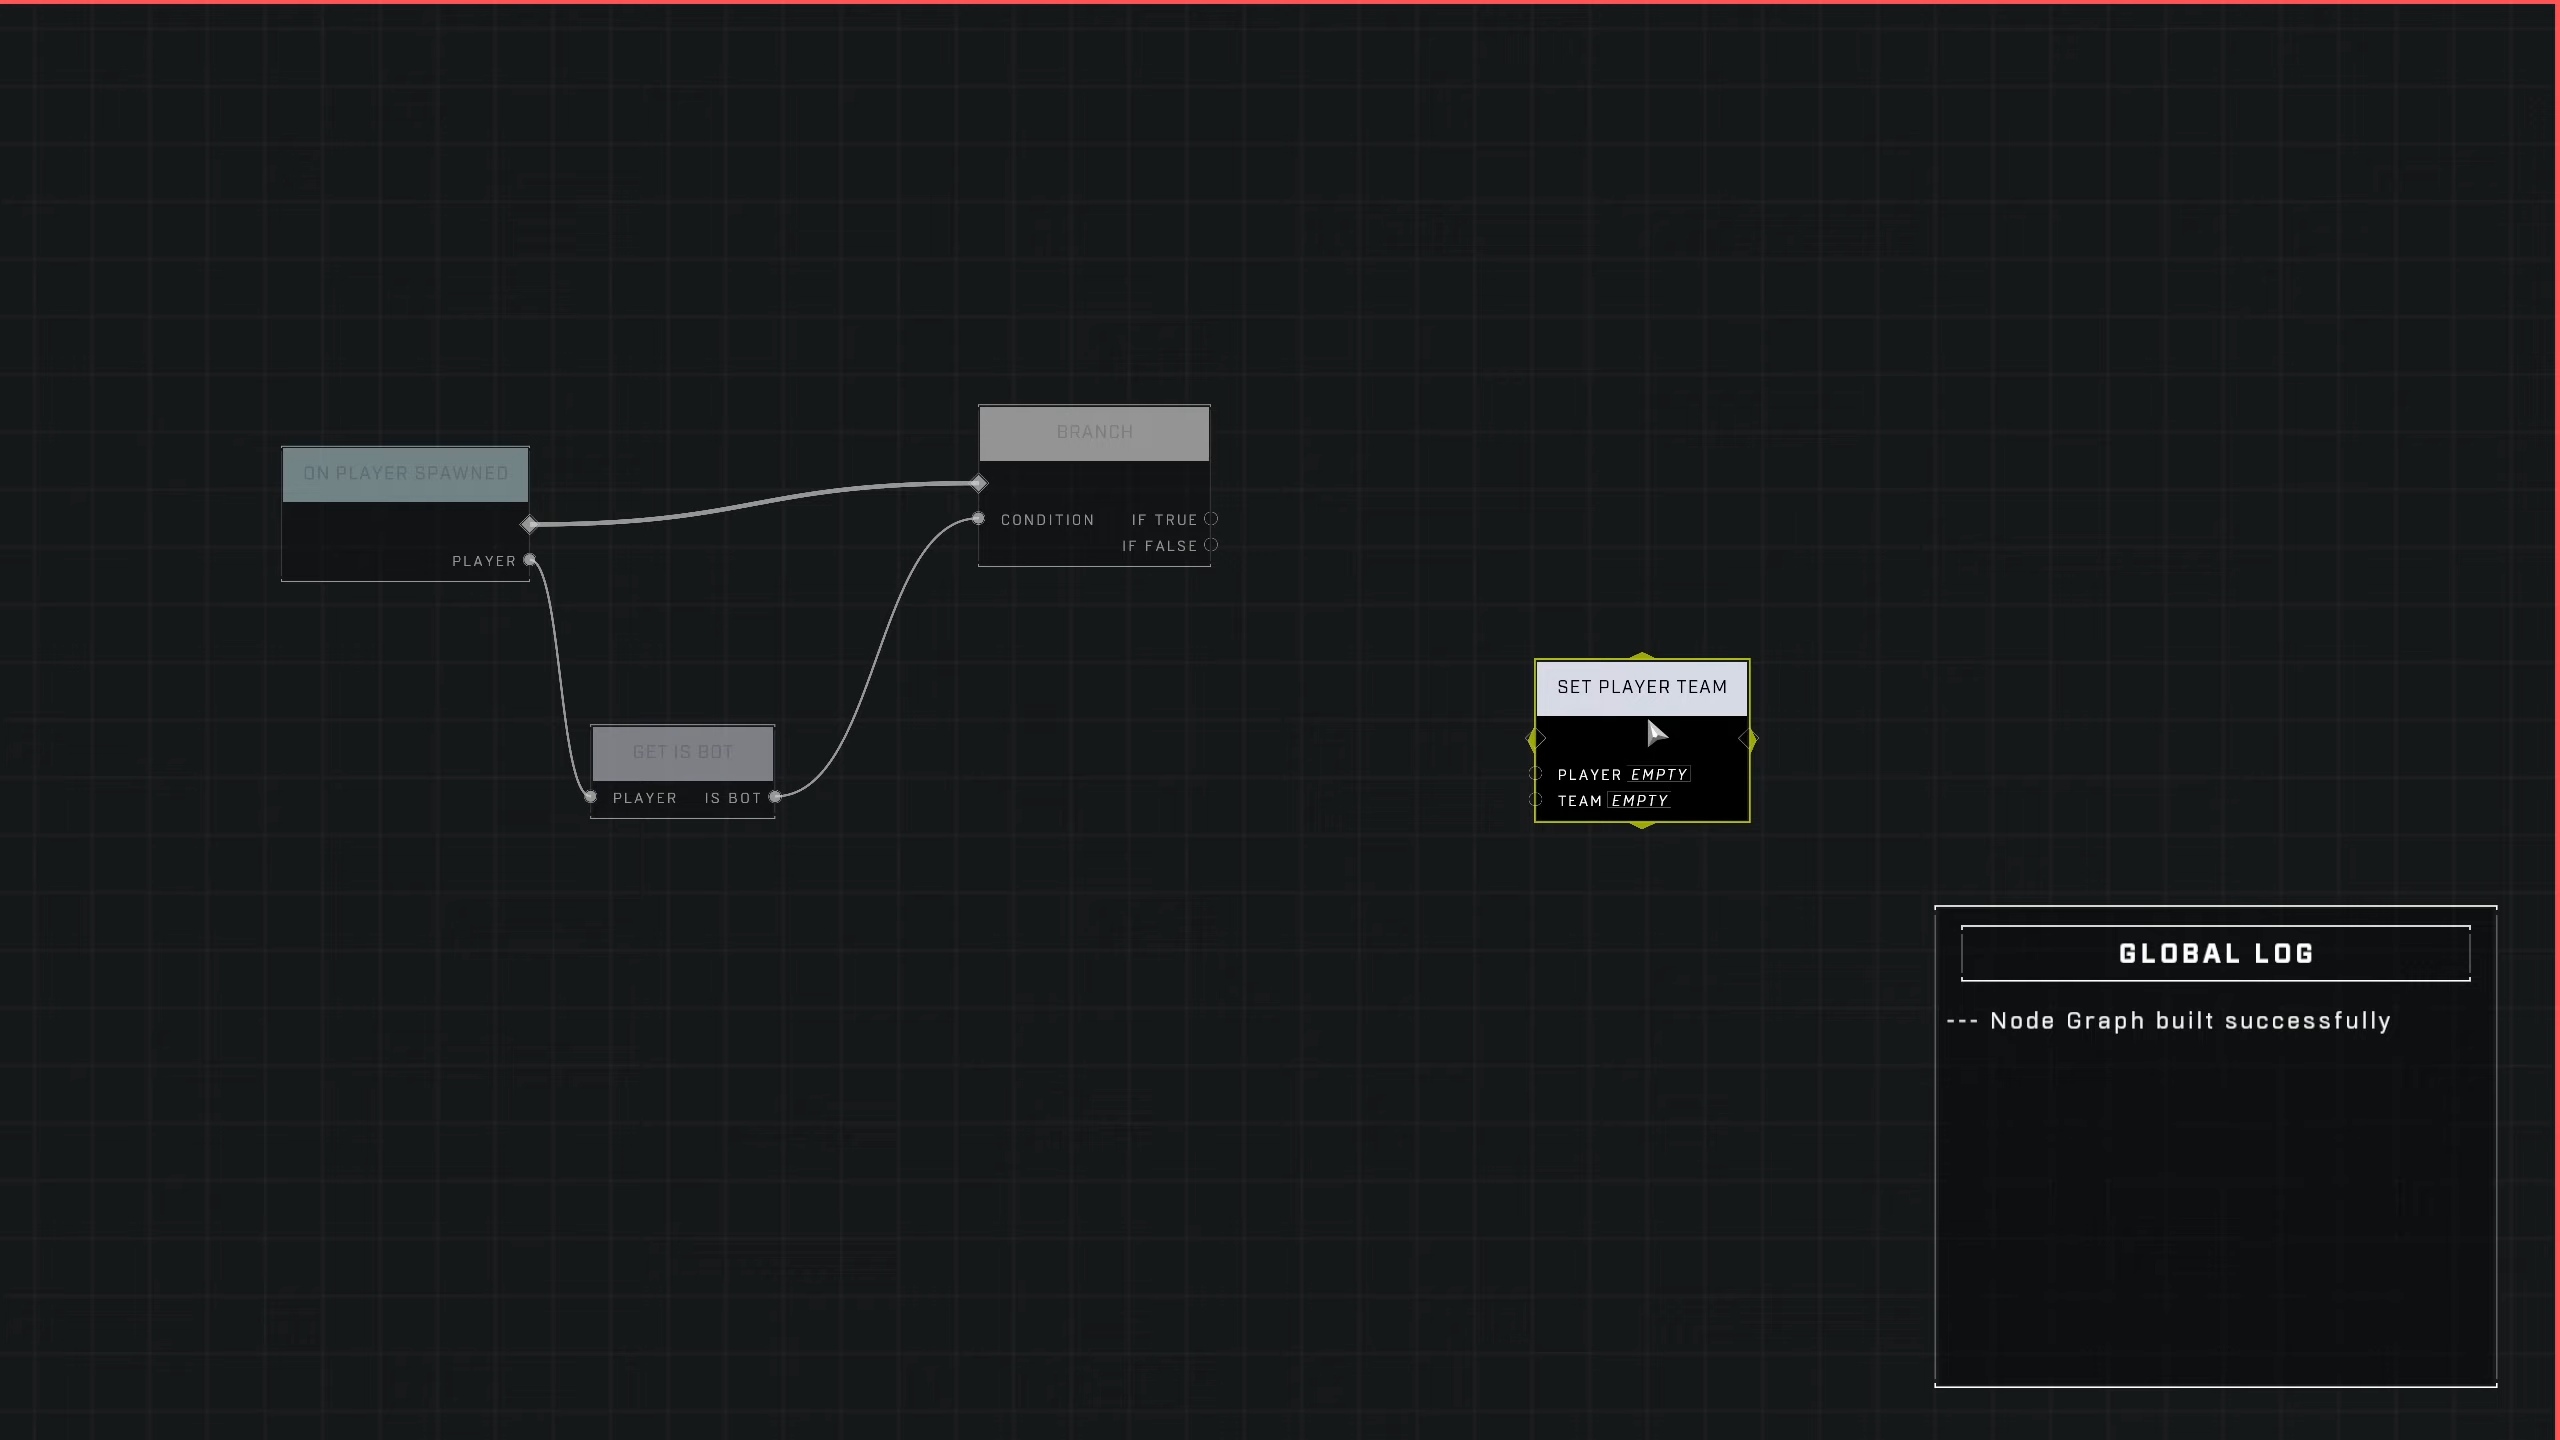 BRANCH
ON PLAYER SPAWNED
CONDITION IF TRUE
IF FALSE
PLAYER
SET PLAYER TEAM
GET IS BOT
PLAYER IS BOT
PLAYER EMPTY
TEAM EMPTY
GLOBAL LOG
--- Node Graph built successfully